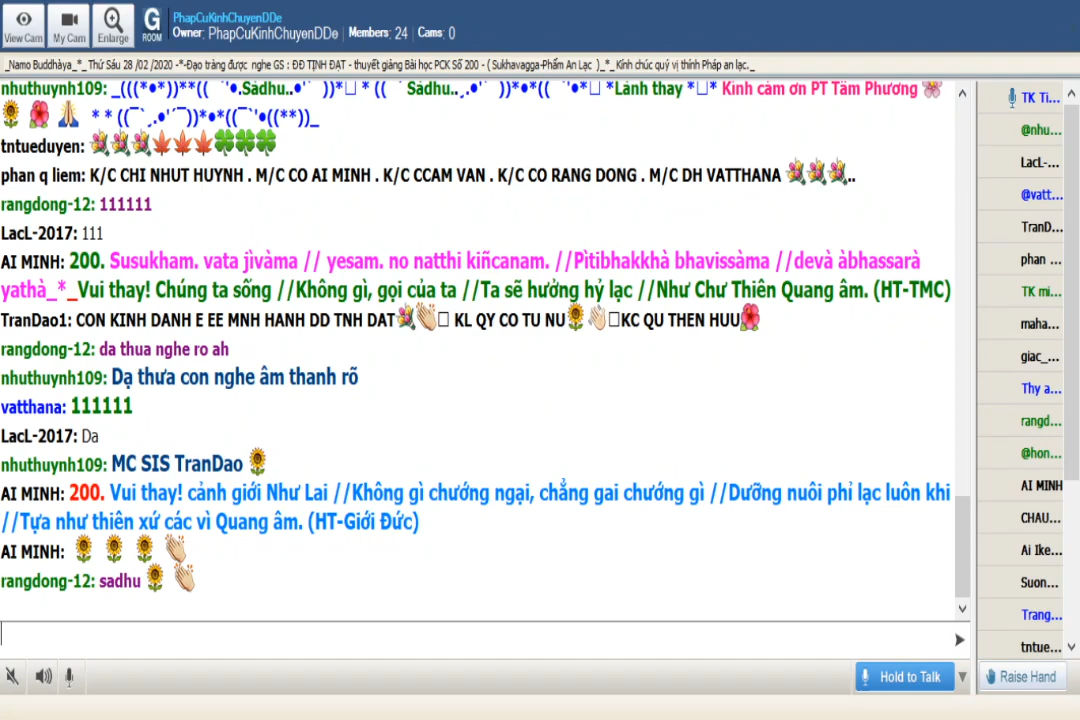 View Cam
My Cam
Enlarge
G
ROOM
PhapCuKinhChuyenDDe
Owner: PhapCuKinhChuyenDDe Members: 24 Cams: 0
_Namo Buddhàya_*_ Thứ Sáu 28 /02 /2020 -*-Đạo tràng được nghe GS : ĐĐ TỊNH ĐẠT - thuyết giảng Bài học PCK Số 200 - ( Sukhavagga-Phẩm An Lạc )_*_ Kính chúc quý vị thính Pháp an lạc._
nhuthuynh109: Sàdhu Sàdhu Lành thay Kính cảm ơn PT Tâm Phương
tntueduyen:
phan q liem: K/C CHI NHUT HUYNH . M/C CO AI MINH . K/C CCAM VAN . K/C CO RANG DONG . M/C DH VATTHANA ..
rangdong-12: 111111
LacL-2017: 111
AI MINH: 200. Susukham. vata jìvàma // yesam. no natthi kiñcanam. //Pìtibhakkhà bhavissàma //devà àbhassarà
yathà_*_Vui thay! Chúng ta sống //Không gì, gọi của ta //Ta sẽ hưởng hỷ lạc //Như Chư Thiên Quang âm. (HT-TMC)
TranDao1: CON KINH DANH E EE MNH HANH DD TNH DAT KL QY CO TU NU KC QU THEN HUU
rangdong-12: da thua nghe ro ah
nhuthuynh109: Dạ thưa con nghe âm thanh rõ
vatthana: 111111
LacL-2017: Da
nhuthuynh109: MC SIS TranDao
AI MINH: 200. Vui thay! cảnh giới Như Lai //Không gì chướng ngại, chẳng gai chướng gì //Dưỡng nuôi phỉ lạc luôn khi
//Tựa như thiên xứ các vì Quang âm. (HT-Giới Đức)
AI MINH:
rangdong-12: sadhu
TK Ti...
@nhu...
LacL-...
@vatt...
TranD...
phan ...
TK mi...
maha...
giac_...
Thy a...
rangd...
@hon...
AI MINH
CHAU...
Ai Ike...
Suon...
Trang...
tntue...
Hold to Talk
Raise Hand